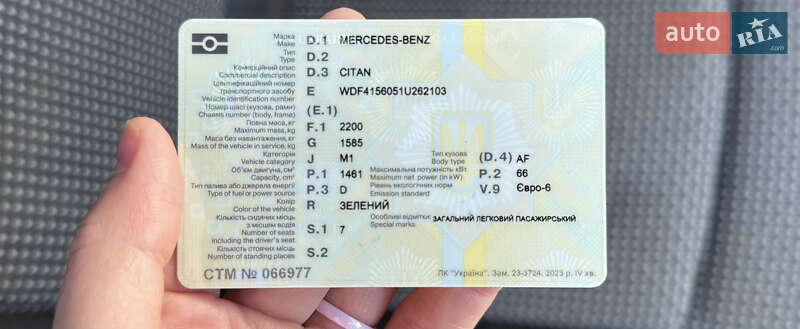 Марка
Make D.1 MERCEDES-BENZ
Тип
Type D.2
Комерційний опис
Commercial description D.3 CITAN
Ідентифікаційний номер
транспортного засобу
Vehicle identification number E WDF4156051U262103
Номер шасі (кузова, рами)
Chassis number (body, frame) (E.1)
Повна маса, кг
Maximum mass, kg F.1 2200
Маса без навантаження, кг
Mass of the vehicle in service, kg G 1585
Категорія
Vehicle category J M1
Тип кузова
Body type (D.4) AF
Об'єм двигуна, см³
Capacity, cm³ P.1 1461
Максимальна потужність кВт
Maximum net power (in kW) P.2 66
Тип палива або джерела енергії
Type of fuel or power source P.3 D
Рівень екологічних норм
Emission standard V.9 Євро-6
Колір
Color of the vehicle R ЗЕЛЕНИЙ
Кількість сидячих місць
з місцем водія
Number of seats
including the driver's seat S.1 7
Особливі відмітки:
Special marks ЗАГАЛЬНИЙ ЛЕГКОВИЙ ПАСАЖИРСЬКИЙ
Кількість стоячих місць
Number of standing places S.2
СТМ № 066977
ПК "Україна". Зам. 23-3724. 2023 р. IV кв.
auto RIA.com